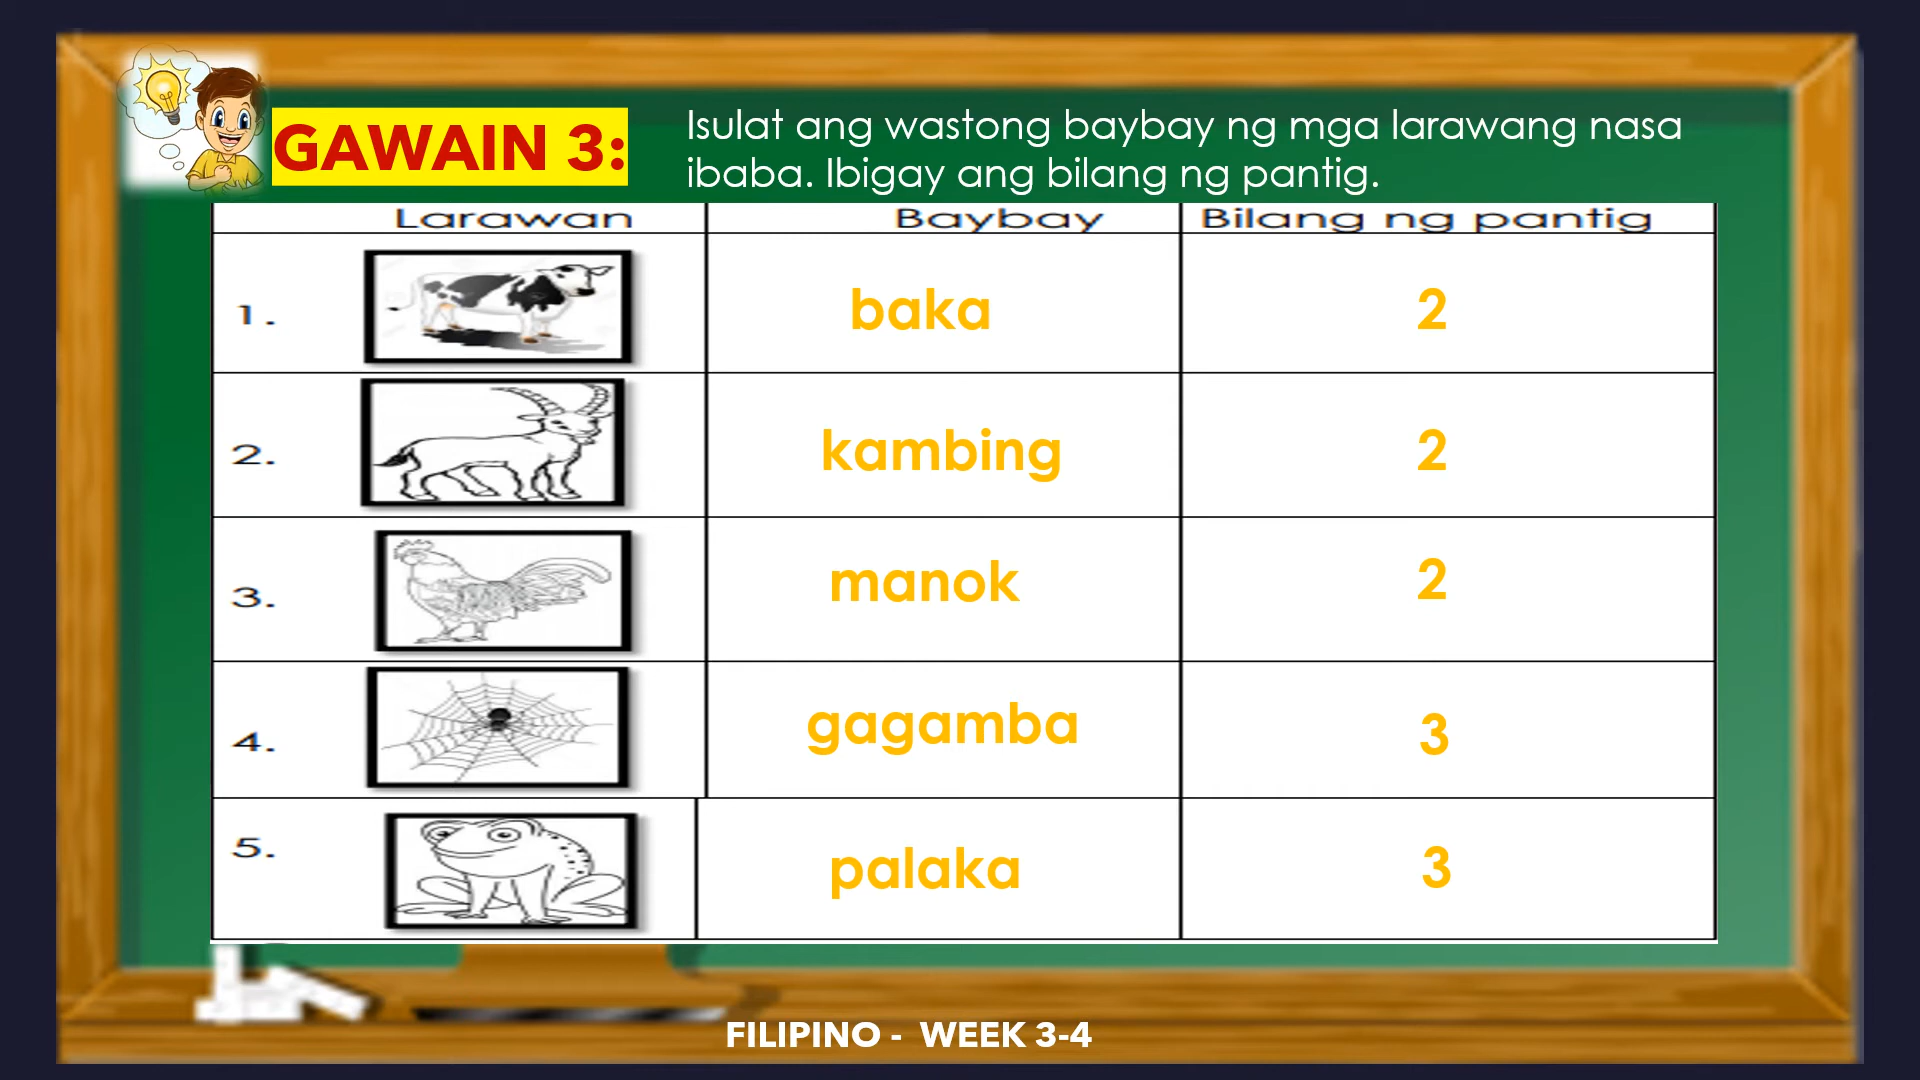 GAWAIN 3:
Isulat ang wastong baybay ng mga larawang nasa
ibaba. Ibigay ang bilang ng pantig.
Larawan Baybay Bilang ng pantig
1. baka 2
2. kambing 2
3. manok 2
4. gagamba 3
5. palaka 3
FILIPINO - WEEK 3-4